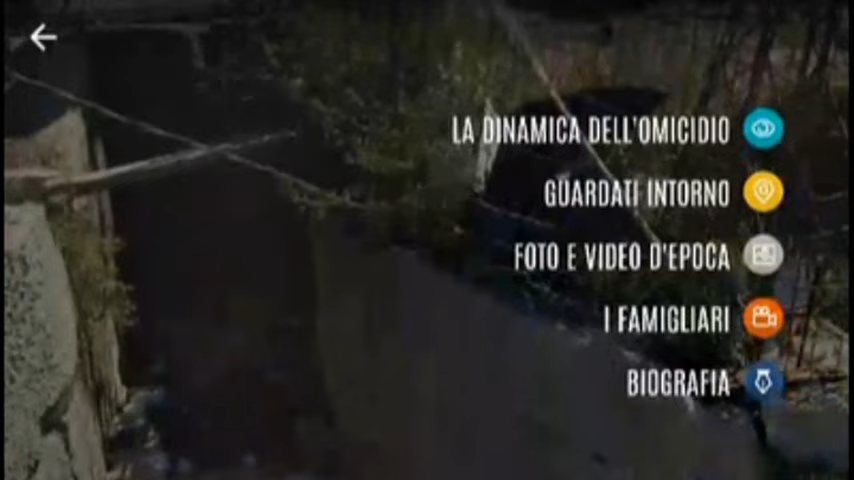 LA DINAMICA DELL'OMICIDIO
GUARDATI INTORNO
FOTO E VIDEO D'EPOCA
I FAMIGLIARI
BIOGRAFIA